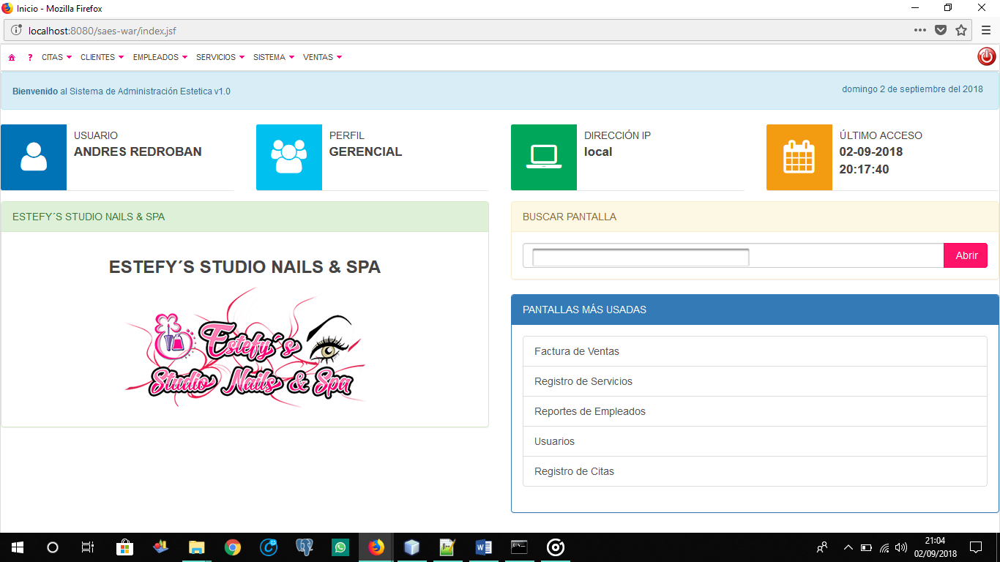 Inicio - Mozilla Firefox
localhost:8080/saes-war/index.jsf
? CITAS CLIENTES EMPLEADOS SERVICIOS SISTEMA VENTAS
Bienvenido al Sistema de Administración Estetica v1.0
domingo 2 de septiembre del 2018
USUARIO
ANDRES REDROBAN
PERFIL
GERENCIAL
DIRECCIÓN IP
local
ÚLTIMO ACCESO
02-09-2018
20:17:40
ESTEFY´S STUDIO NAILS & SPA
ESTEFY´S STUDIO NAILS & SPA
Estefy´s
Studio Nails & Spa
BUSCAR PANTALLA
Abrir
PANTALLAS MÁS USADAS
Factura de Ventas
Registro de Servicios
Reportes de Empleados
Usuarios
Registro de Citas
21:04
02/09/2018